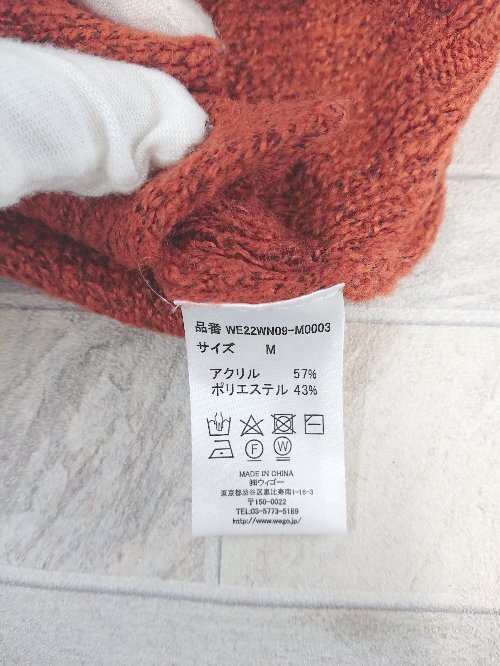 品番 WE22WN09-M0003
サイズ M
アクリル 57%
ポリエステル 43%
F W
MADE IN CHINA
㈱ウィゴー
東京都渋谷区恵比寿南1-16-3
〒150-0022
TEL:03-5773-5189
http://www.wego.jp/